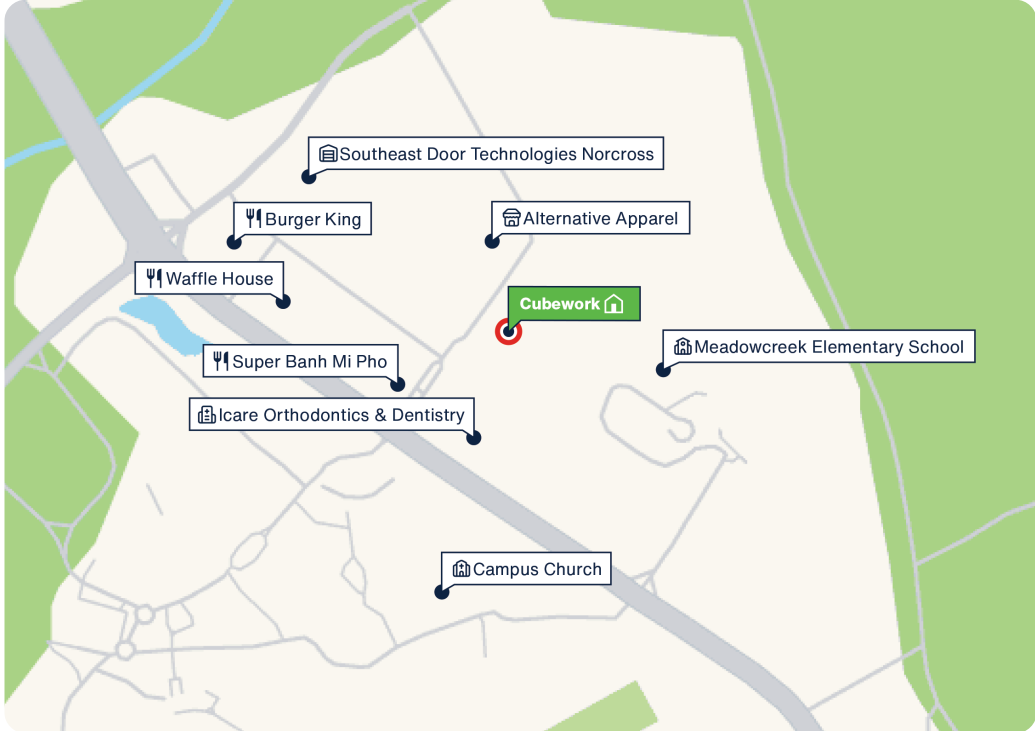 Southeast Door Technologies Norcross
Burger King
Alternative Apparel
Waffle House
Cubework
Meadowcreek Elementary School
Super Banh Mi Pho
Icare Orthodontics & Dentistry
Campus Church